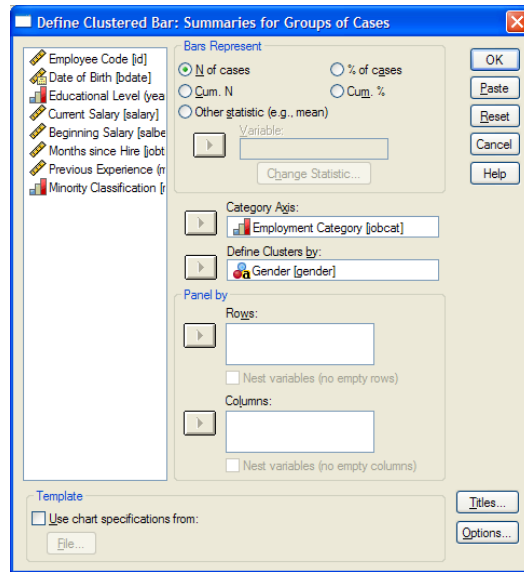 Define Clustered Bar: Summaries for Groups of Cases
Employee Code [id]
Date of Birth [bdate]
Educational Level (yea
Current Salary [salary]
Beginning Salary [salbe
Months since Hire [jobt
Previous Experience (m
Minority Classification [
Bars Represent
N of cases
% of cases
Cum. N
Cum. %
Other statistic (e.g., mean)
Variable:
Change Statistic...
Category Axis:
Employment Category [jobcat]
Define Clusters by:
Gender [gender]
Panel by
Rows:
Nest variables (no empty rows)
Columns:
Nest variables (no empty columns)
Template
Use chart specifications from:
File...
OK
Paste
Reset
Cancel
Help
Titles...
Options...